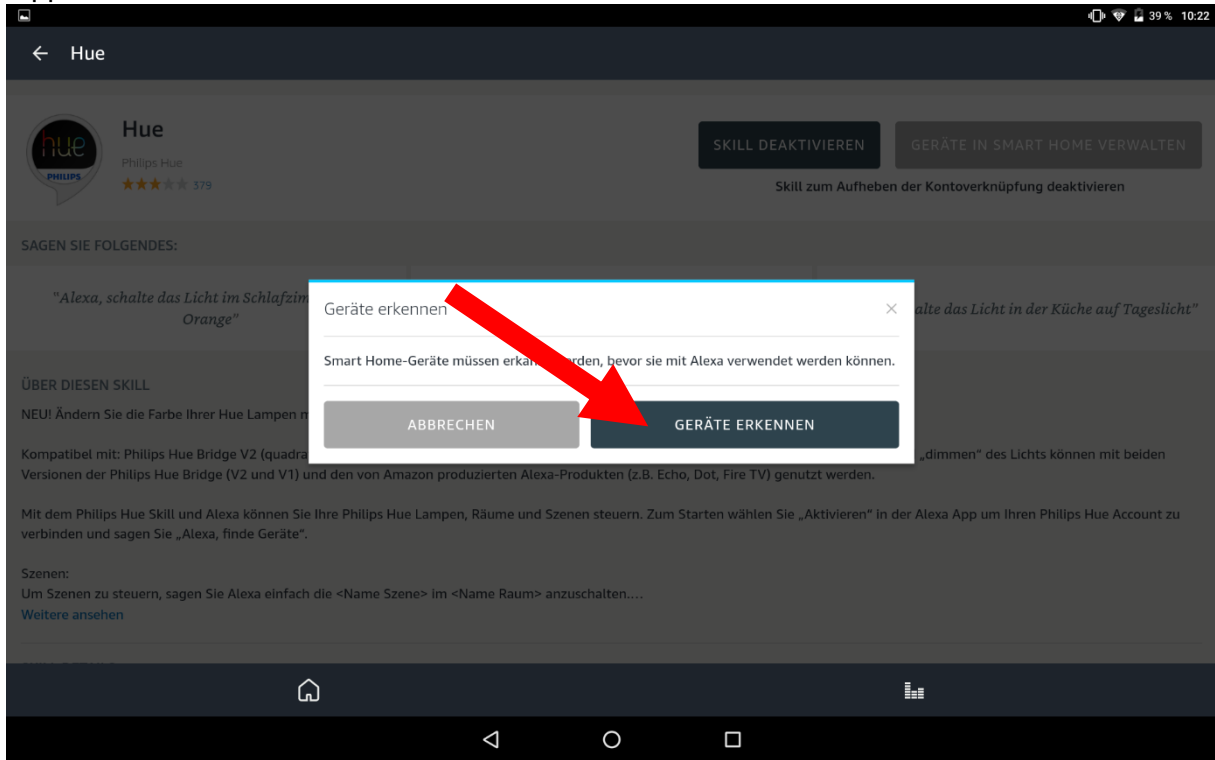 39 % 10:22
Hue
hue
PHILIPS
Hue
Philips Hue
379
SKILL DEAKTIVIEREN
GERÄTE IN SMART HOME VERWALTEN
Skill zum Aufheben der Kontoverknüpfung deaktivieren
SAGEN SIE FOLGENDES:
"Alexa, schalte das Licht im Schlafzim
Orange"
alte das Licht in der Küche auf Tageslicht"
Geräte erkennen
Smart Home-Geräte müssen erkan rden, bevor sie mit Alexa verwendet werden können.
ABBRECHEN
GERÄTE ERKENNEN
ÜBER DIESEN SKILL
NEU! Ändern Sie die Farbe Ihrer Hue Lampen m
Kompatibel mit: Philips Hue Bridge V2 (quadra „dimmen" des Lichts können mit beiden
Versionen der Philips Hue Bridge (V2 und V1) und den von Amazon produzierten Alexa-Produkten (z.B. Echo, Dot, Fire TV) genutzt werden.
Mit dem Philips Hue Skill und Alexa können Sie Ihre Philips Hue Lampen, Räume und Szenen steuern. Zum Starten wählen Sie „Aktivieren" in der Alexa App um Ihren Philips Hue Account zu
verbinden und sagen Sie „Alexa, finde Geräte".
Szenen:
Um Szenen zu steuern, sagen Sie Alexa einfach die <Name Szene> im <Name Raum> anzuschalten....
Weitere ansehen